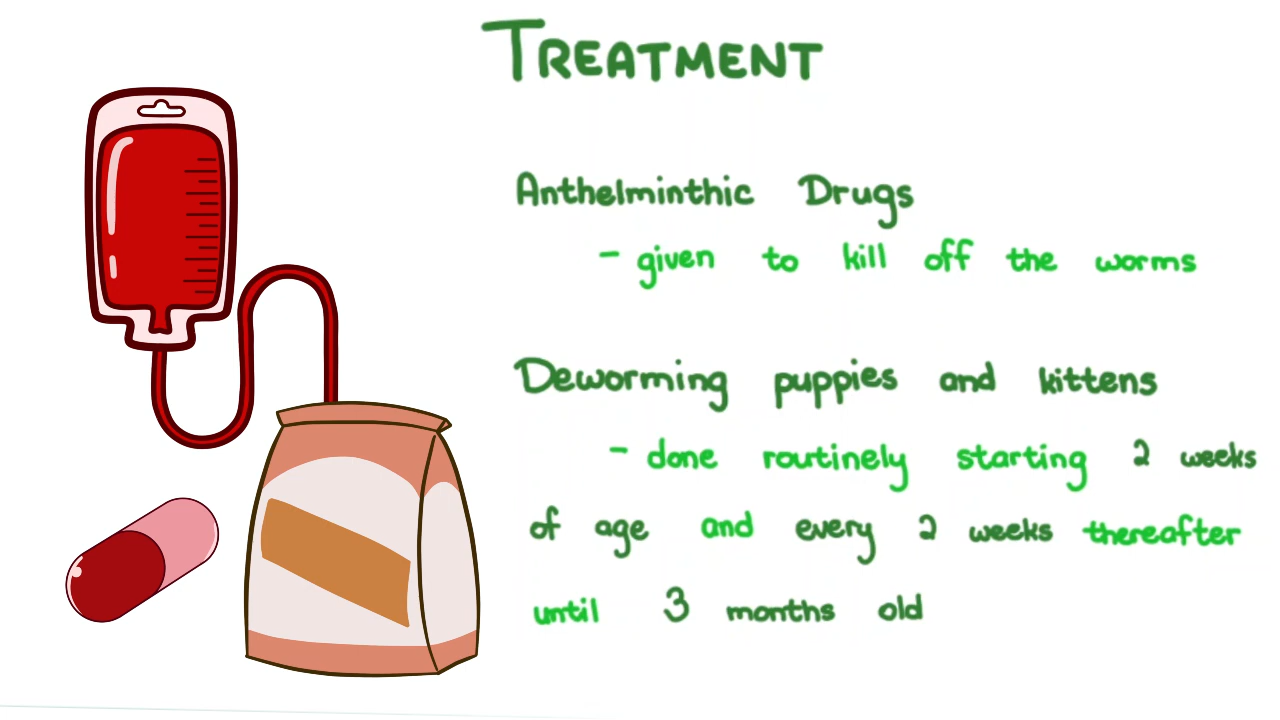 TREATMENT
Anthelminthic Drugs
- given to kill off the worms
Deworming puppies and kittens
- done routinely starting 2 weeks
of age and every 2 weeks thereafter
until 3 months old